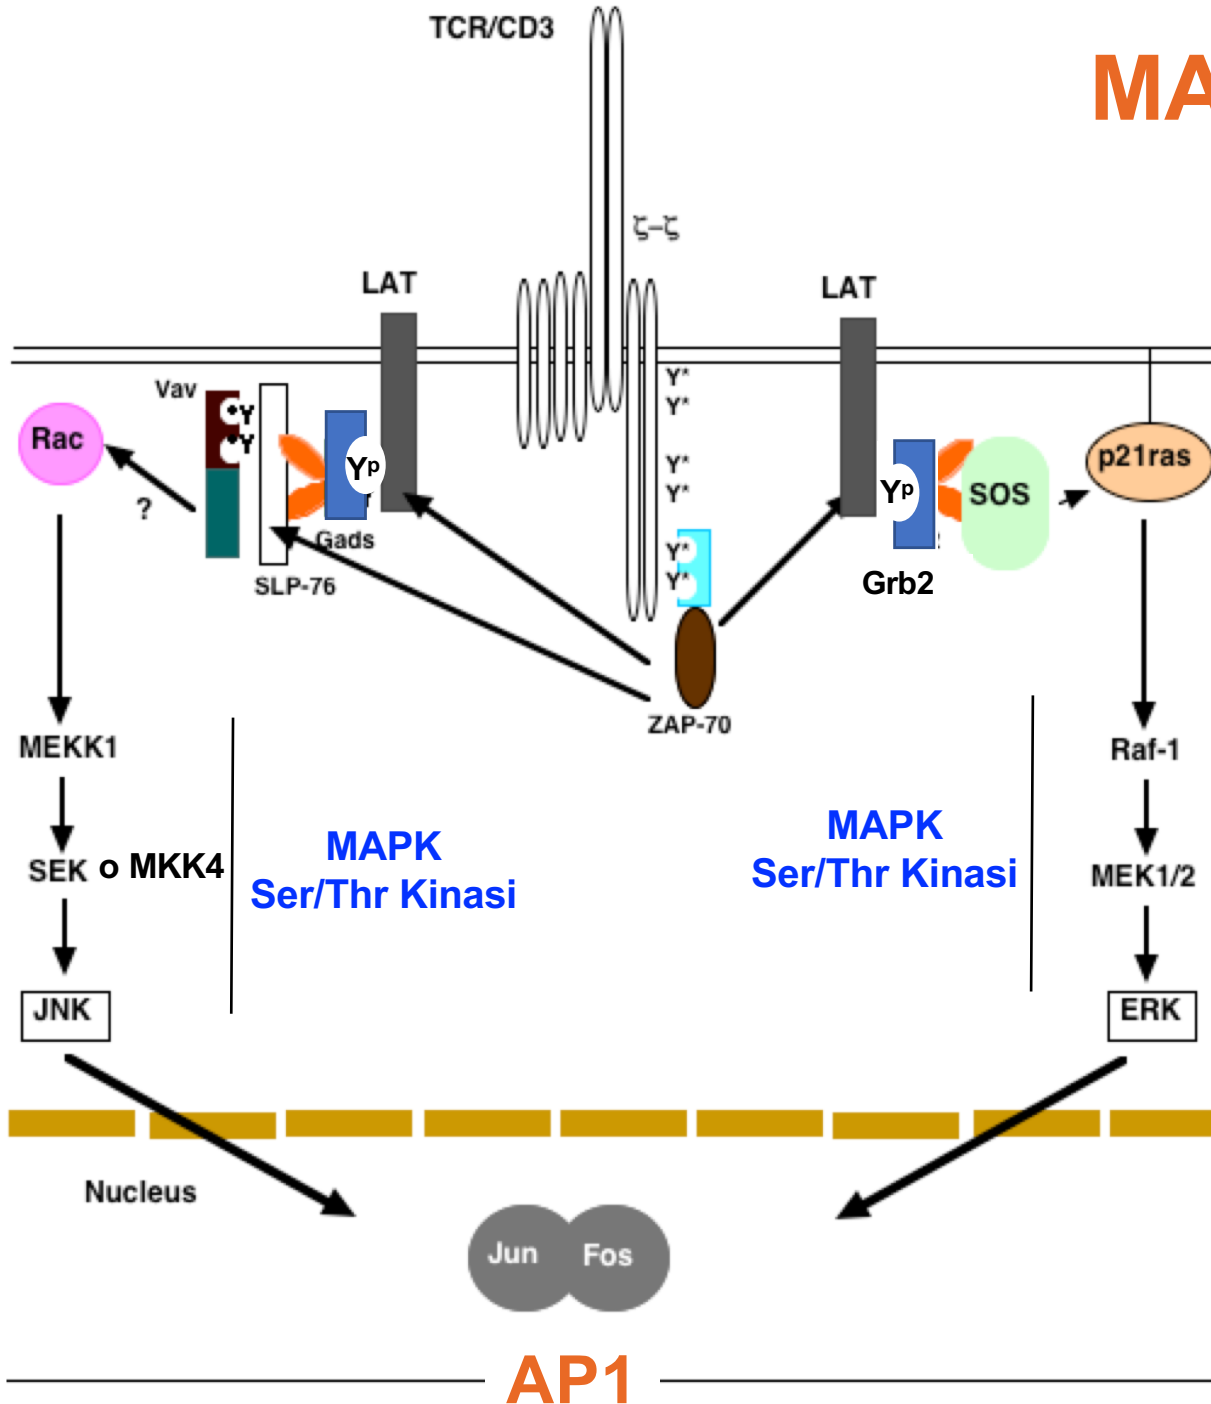 TCR/CD3
MA
ζ–ζ
LAT
LAT
Vav
Y*
Y*
Y
Y
Rac
Yp
p21ras
Y*
Y*
Yp
SOS
?
Gads
Y*
Y*
SLP-76
Grb2
ZAP-70
MEKK1
Raf-1
MAPK
Ser/Thr Kinasi
MAPK
Ser/Thr Kinasi
SEK o MKK4
MEK1/2
JNK
ERK
Nucleus
Jun
Fos
AP1